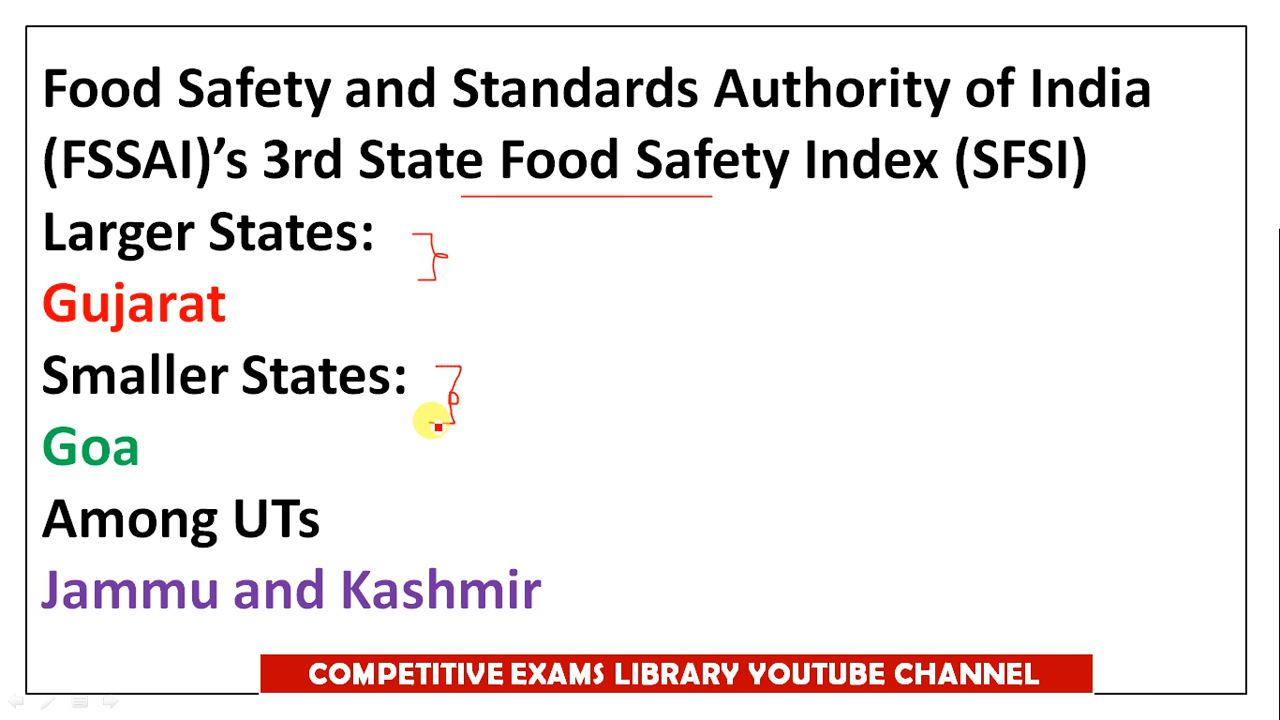 Food Safety and Standards Authority of India
(FSSAI)’s 3rd State Food Safety Index (SFSI)
Larger States:
Gujarat
Smaller States:
Goa
Among UTs
Jammu and Kashmir
COMPETITIVE EXAMS LIBRARY YOUTUBE CHANNEL